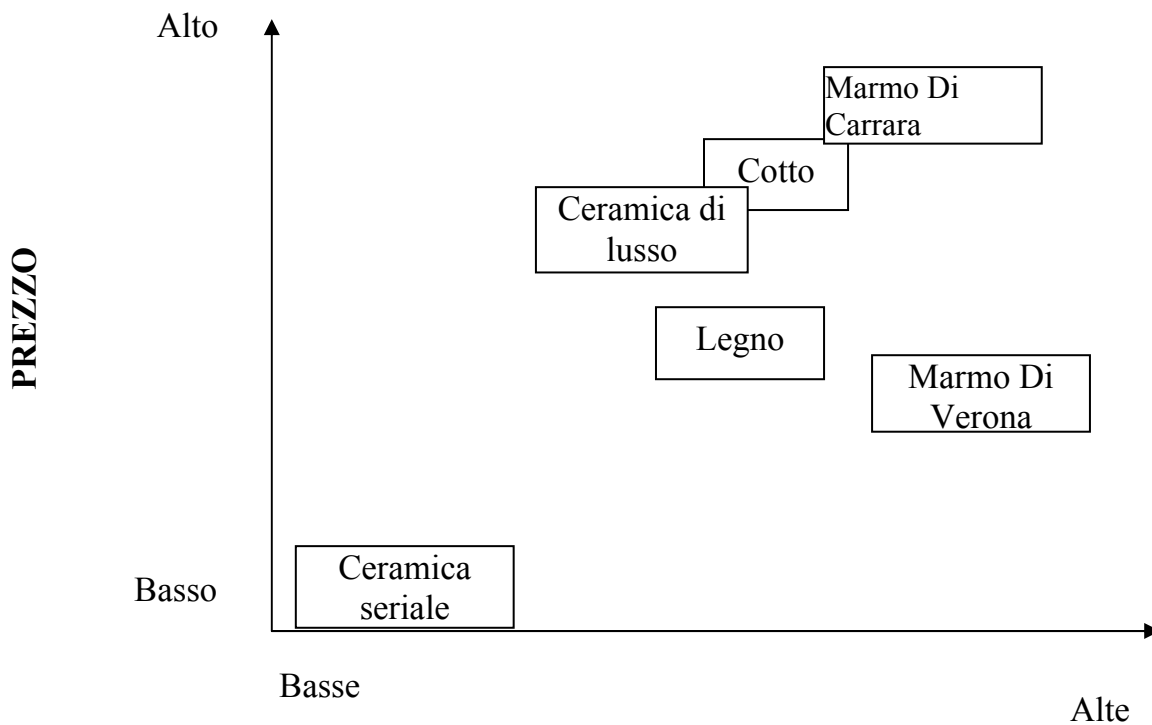 Alto
Marmo Di
Carrara
Cotto
Ceramica di
lusso
PREZZO
Legno
Marmo Di
Verona
Ceramica
seriale
Basso
Basse
Alte